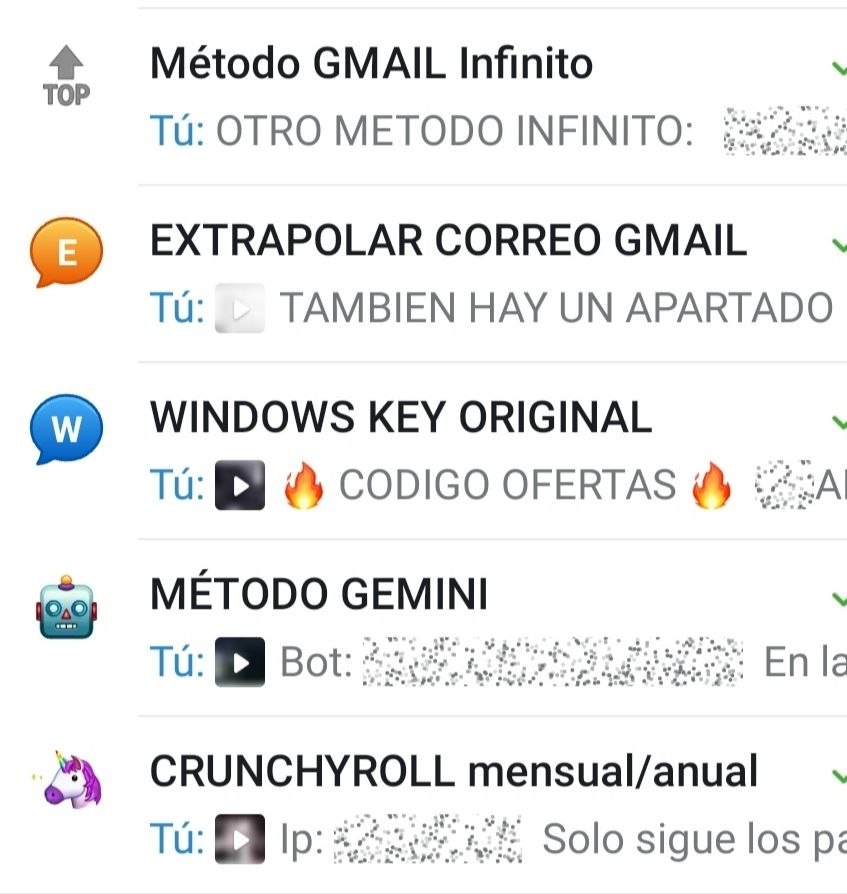 TOP
Método GMAIL Infinito
Tú: OTRO METODO INFINITO:
E
EXTRAPOLAR CORREO GMAIL
Tú: TAMBIEN HAY UN APARTADO
W
WINDOWS KEY ORIGINAL
Tú: 🔥 CODIGO OFERTAS 🔥
MÉTODO GEMINI
Tú: Bot: En la
CRUNCHYROLL mensual/anual
Tú: Ip: Solo sigue los pa